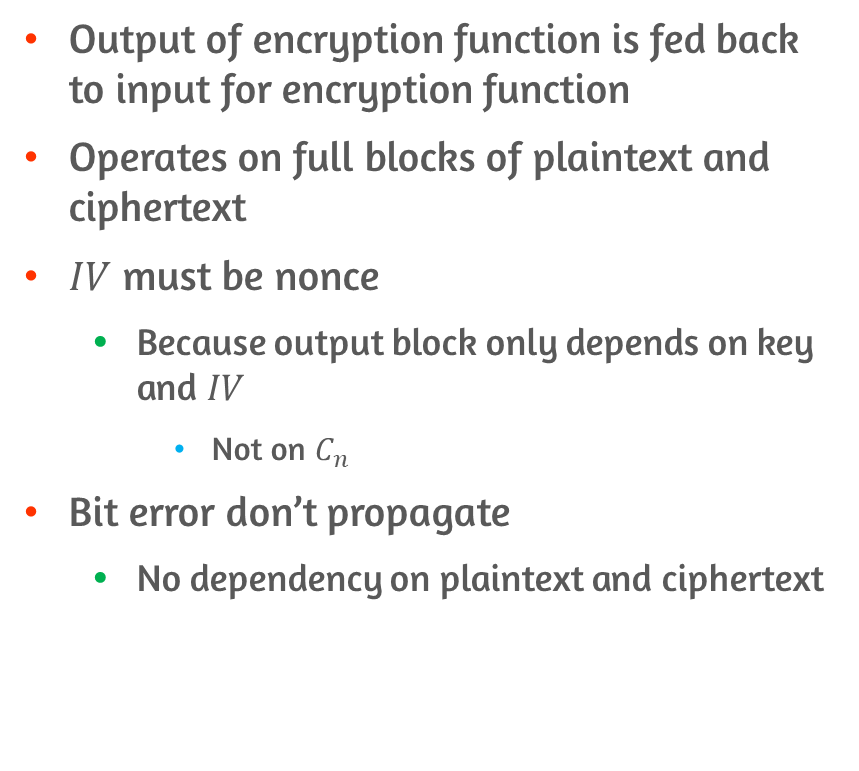 • Output of encryption function is fed back
to input for encryption function
• Operates on full blocks of plaintext and
ciphertext
• IV must be nonce
• Because output block only depends on key
and IV
• Not on Cₙ
• Bit error don’t propagate
• No dependency on plaintext and ciphertext